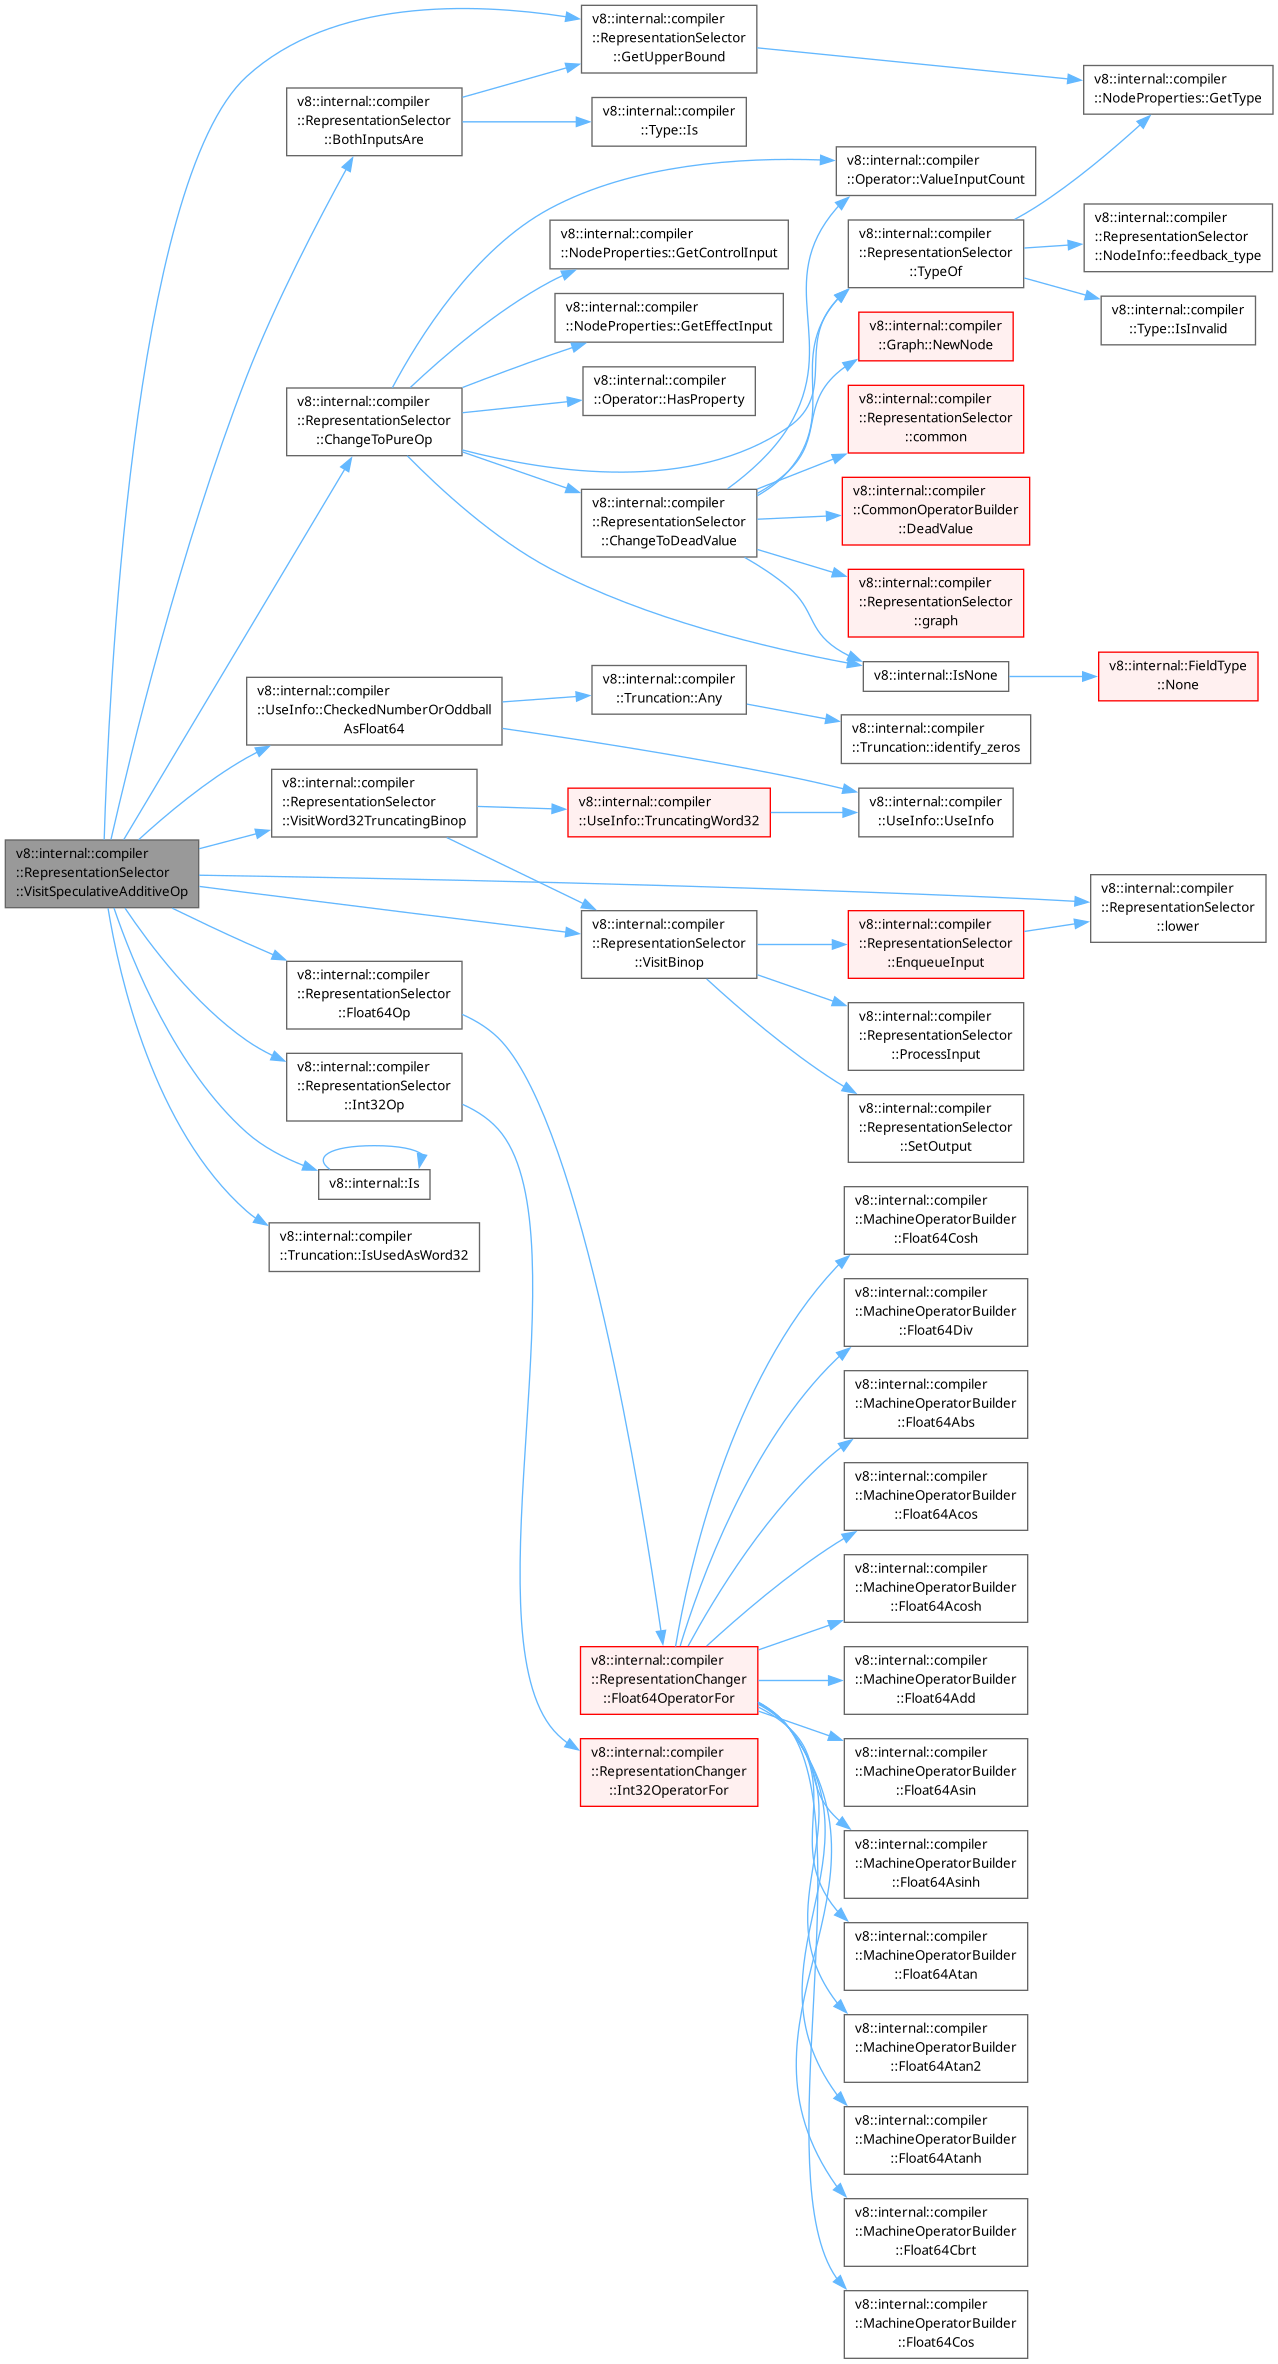 v8::internal::compiler
::RepresentationSelector
::VisitSpeculativeAdditiveOp
v8::internal::compiler
::RepresentationSelector
::BothInputsAre
v8::internal::compiler
::RepresentationSelector
::GetUpperBound
v8::internal::compiler
::NodeProperties::GetType
v8::internal::compiler
::Type::Is
v8::internal::compiler
::RepresentationSelector
::ChangeToPureOp
v8::internal::compiler
::Operator::ValueInputCount
v8::internal::compiler
::NodeProperties::GetControlInput
v8::internal::compiler
::NodeProperties::GetEffectInput
v8::internal::compiler
::Operator::HasProperty
v8::internal::compiler
::RepresentationSelector
::TypeOf
v8::internal::compiler
::RepresentationSelector
::NodeInfo::feedback_type
v8::internal::compiler
::Type::IsInvalid
v8::internal::compiler
::RepresentationSelector
::ChangeToDeadValue
v8::internal::compiler
::Graph::NewNode
v8::internal::compiler
::RepresentationSelector
::common
v8::internal::compiler
::CommonOperatorBuilder
::DeadValue
v8::internal::compiler
::RepresentationSelector
::graph
v8::internal::IsNone
v8::internal::FieldType
::None
v8::internal::compiler
::UseInfo::CheckedNumberOrOddball
AsFloat64
v8::internal::compiler
::Truncation::Any
v8::internal::compiler
::Truncation::identify_zeros
v8::internal::compiler
::UseInfo::UseInfo
v8::internal::compiler
::RepresentationSelector
::VisitWord32TruncatingBinop
v8::internal::compiler
::UseInfo::TruncatingWord32
v8::internal::compiler
::RepresentationSelector
::VisitBinop
v8::internal::compiler
::RepresentationSelector
::EnqueueInput
v8::internal::compiler
::RepresentationSelector
::lower
v8::internal::compiler
::RepresentationSelector
::ProcessInput
v8::internal::compiler
::RepresentationSelector
::SetOutput
v8::internal::compiler
::RepresentationSelector
::Float64Op
v8::internal::compiler
::RepresentationSelector
::Int32Op
v8::internal::Is
v8::internal::compiler
::Truncation::IsUsedAsWord32
v8::internal::compiler
::RepresentationChanger
::Float64OperatorFor
v8::internal::compiler
::RepresentationChanger
::Int32OperatorFor
v8::internal::compiler
::MachineOperatorBuilder
::Float64Cosh
v8::internal::compiler
::MachineOperatorBuilder
::Float64Div
v8::internal::compiler
::MachineOperatorBuilder
::Float64Abs
v8::internal::compiler
::MachineOperatorBuilder
::Float64Acos
v8::internal::compiler
::MachineOperatorBuilder
::Float64Acosh
v8::internal::compiler
::MachineOperatorBuilder
::Float64Add
v8::internal::compiler
::MachineOperatorBuilder
::Float64Asin
v8::internal::compiler
::MachineOperatorBuilder
::Float64Asinh
v8::internal::compiler
::MachineOperatorBuilder
::Float64Atan
v8::internal::compiler
::MachineOperatorBuilder
::Float64Atan2
v8::internal::compiler
::MachineOperatorBuilder
::Float64Atanh
v8::internal::compiler
::MachineOperatorBuilder
::Float64Cbrt
v8::internal::compiler
::MachineOperatorBuilder
::Float64Cos